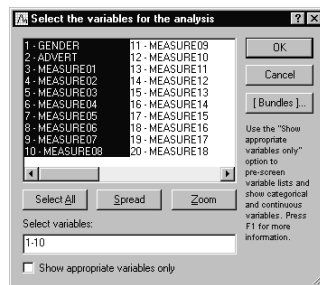 Select the variables for the analysis
1 - GENDER
2 - ADVERT
3 - MEASURE01
4 - MEASURE02
5 - MEASURE03
6 - MEASURE04
7 - MEASURE05
8 - MEASURE06
9 - MEASURE07
10 - MEASURE08
11 - MEASURE09
12 - MEASURE10
13 - MEASURE11
14 - MEASURE12
15 - MEASURE13
16 - MEASURE14
17 - MEASURE15
18 - MEASURE16
19 - MEASURE17
20 - MEASURE18
OK
Cancel
[ Bundles ]...
Use the "Show
appropriate
variables only"
option to
pre-screen
variable lists and
show categorical
and continuous
variables. Press
F1 for more
information.
Select All
Spread
Zoom
Select variables:
1-10
Show appropriate variables only